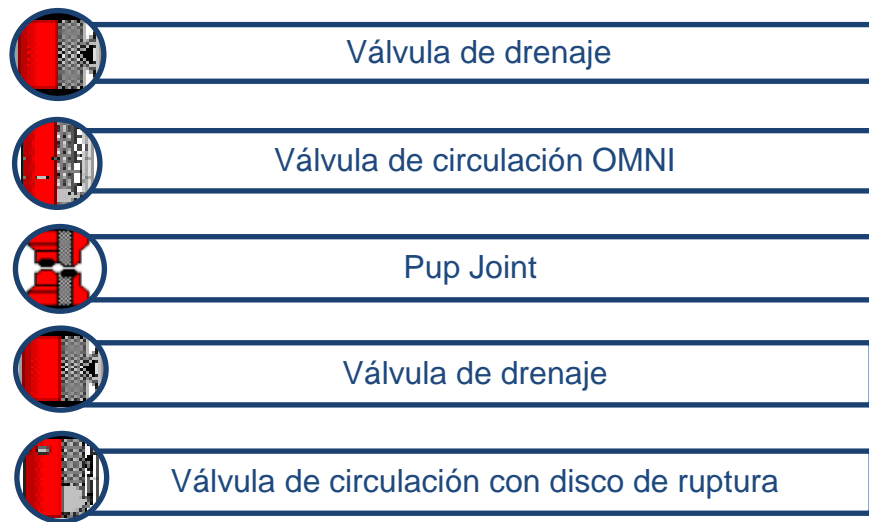 Válvula de drenaje
Válvula de circulación OMNI
Pup Joint
Válvula de drenaje
Válvula de circulación con disco de ruptura